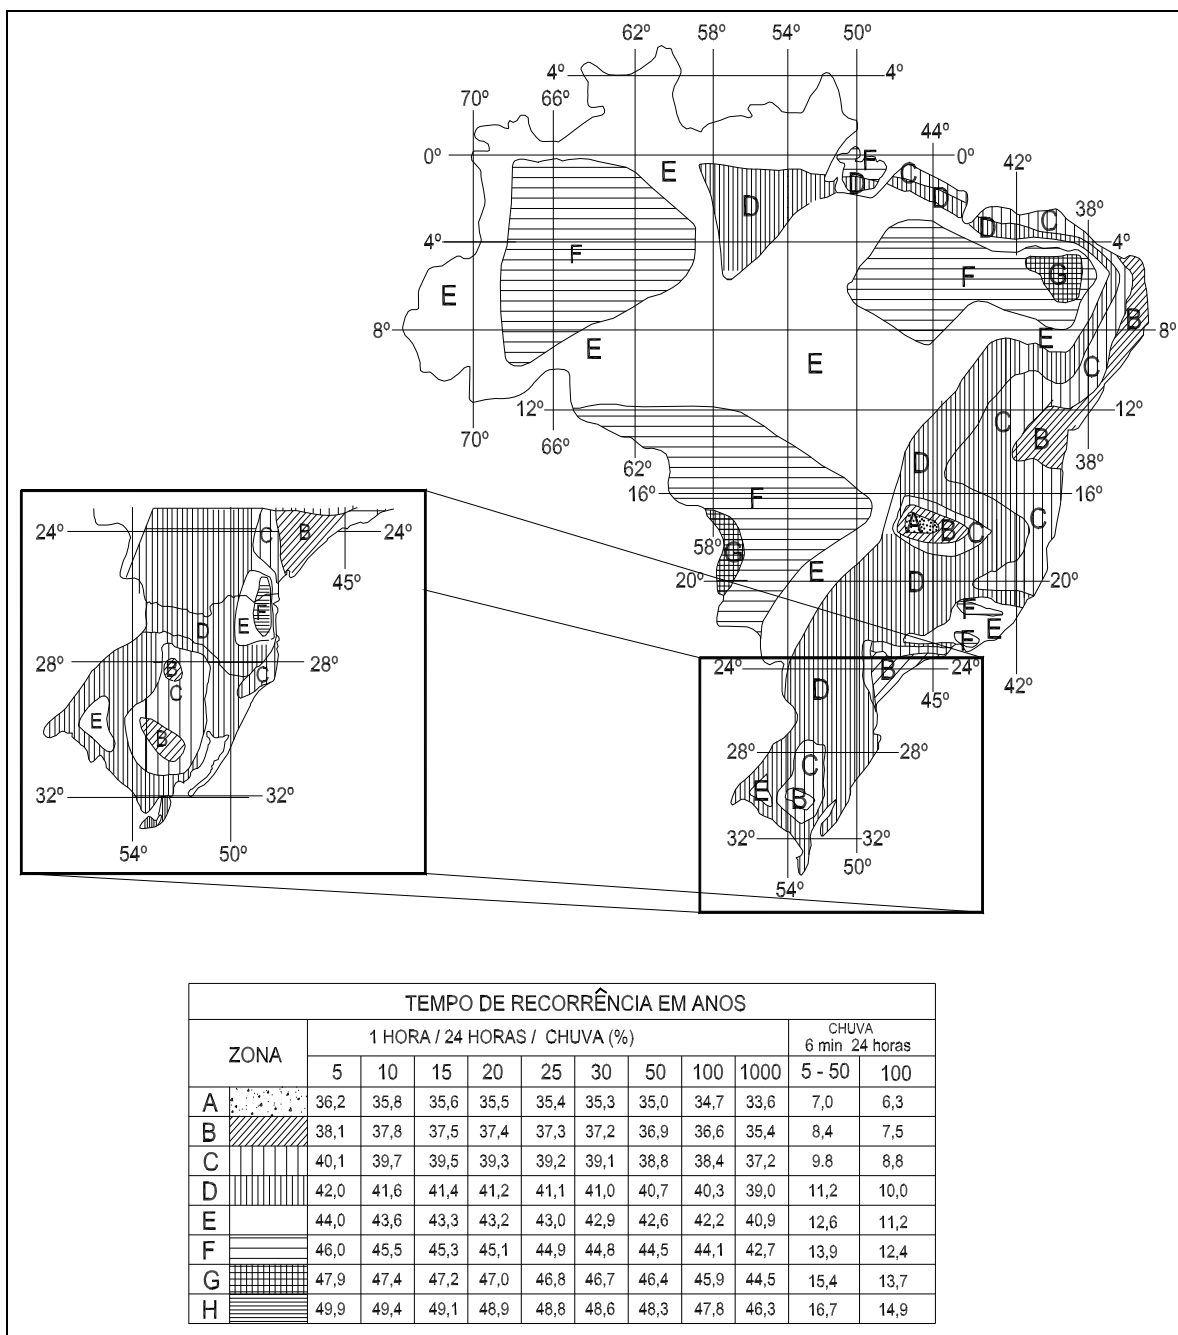 62º 58º 54º 50º
4º 4º
70º 66º
44º
0º F 0º 42º
E C
D D D
38º
D C
4º F 4º
F G
E
B
8º E E 8º
E
C
12º 12º
C
70º 66º B
38º
62º D
16º F 16º
C
24º C B 24º A B C
58º G
45º E D
20º 20º
F
F E
D E F
28º B 28º 24º B 24º 42º
C C D 45º
E
B 28º 28º
C
32º 32º E B
54º 50º 32º 32º
50º
54º
TEMPO DE RECORRÊNCIA EM ANOS
ZONA 1 HORA / 24 HORAS / CHUVA (%) CHUVA
6 min 24 horas
5 10 15 20 25 30 50 100 1000 5 - 50 100
A 36,2 35,8 35,6 35,5 35,4 35,3 35,0 34,7 33,6 7,0 6,3
B 38,1 37,8 37,5 37,4 37,3 37,2 36,9 36,6 35,4 8,4 7,5
C 40,1 39,7 39,5 39,3 39,2 39,1 38,8 38,4 37,2 9.8 8,8
D 42,0 41,6 41,4 41,2 41,1 41,0 40,7 40,3 39,0 11,2 10,0
E 44,0 43,6 43,3 43,2 43,0 42,9 42,6 42,2 40,9 12,6 11,2
F 46,0 45,5 45,3 45,1 44,9 44,8 44,5 44,1 42,7 13,9 12,4
G 47,9 47,4 47,2 47,0 46,8 46,7 46,4 45,9 44,5 15,4 13,7
H 49,9 49,4 49,1 48,9 48,8 48,6 48,3 47,8 46,3 16,7 14,9